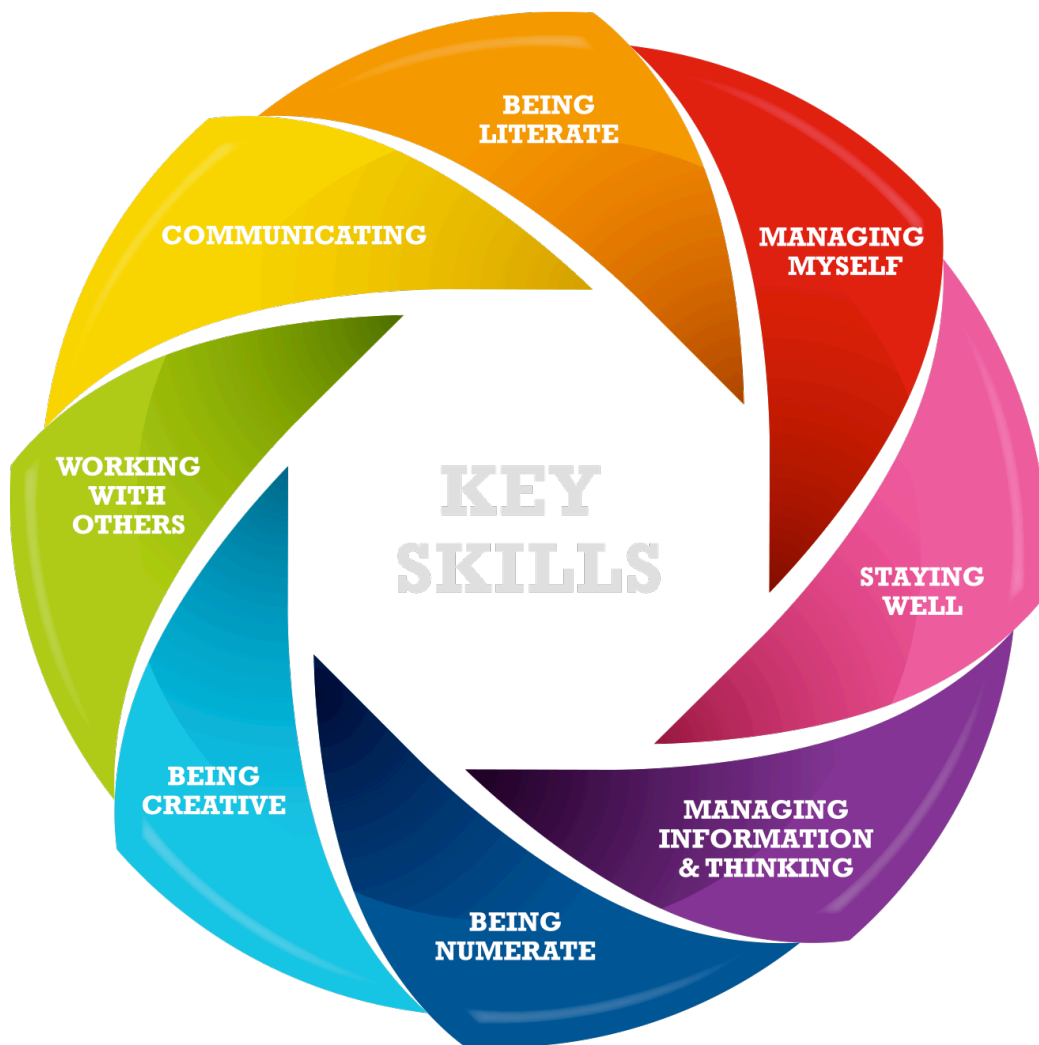 BEING
LITERATE
MANAGING
MYSELF
STAYING
WELL
MANAGING
INFORMATION
& THINKING
BEING
NUMERATE
BEING
CREATIVE
WORKING
WITH
OTHERS
COMMUNICATING
KEY
SKILLS